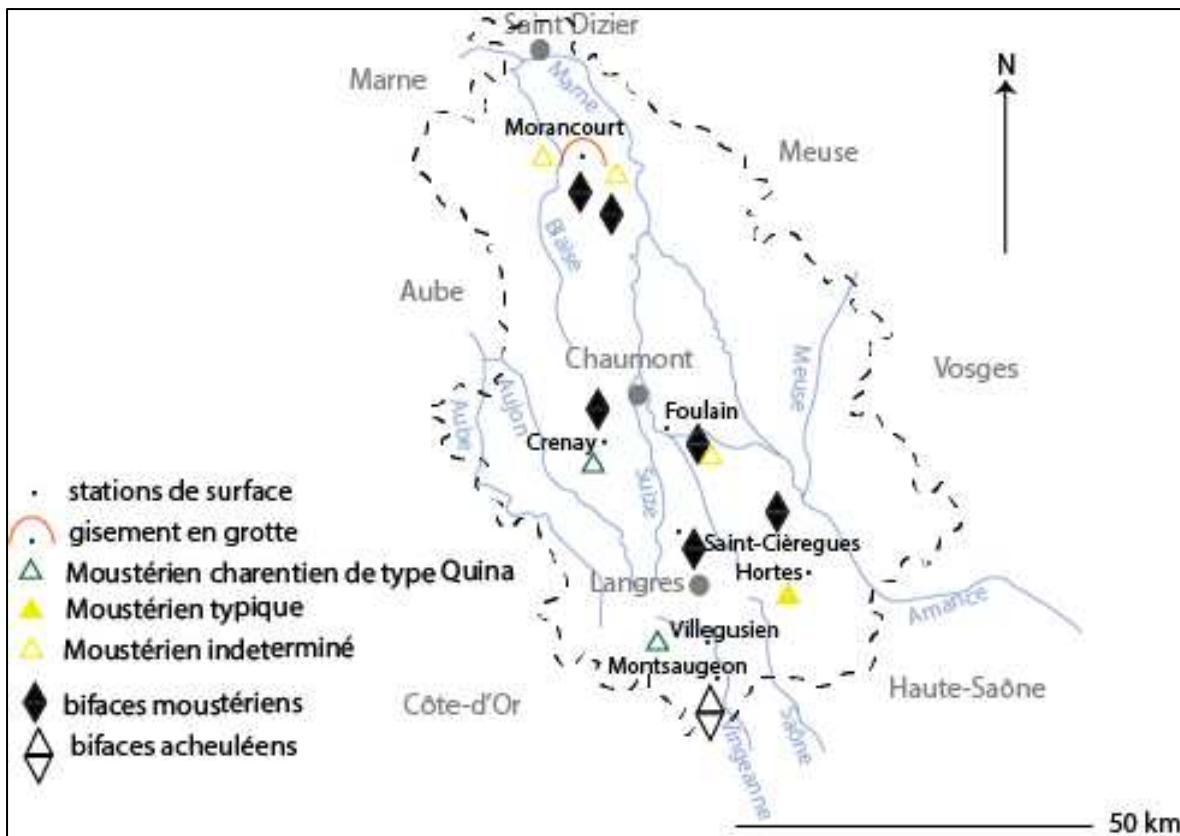 Saint Dizier
Marne
Marne
N
Morancourt
Meuse
Blaise
Aube
Chaumont
Meuse
Vosges
Aujon
Aube
Foulain
Crenay
Suize
stations de surface
gisement en grotte
Saint-Cièregues
Moustérien charentien de type Quina
Langres
Hortes
Moustérien typique
Amance
Villegusien
Moustérien indeterminé
Montsaugeon
Haute-Saône
Côte-d'Or
bifaces moustériens
Saône
bifaces acheuléens
Vingeanne
50 km